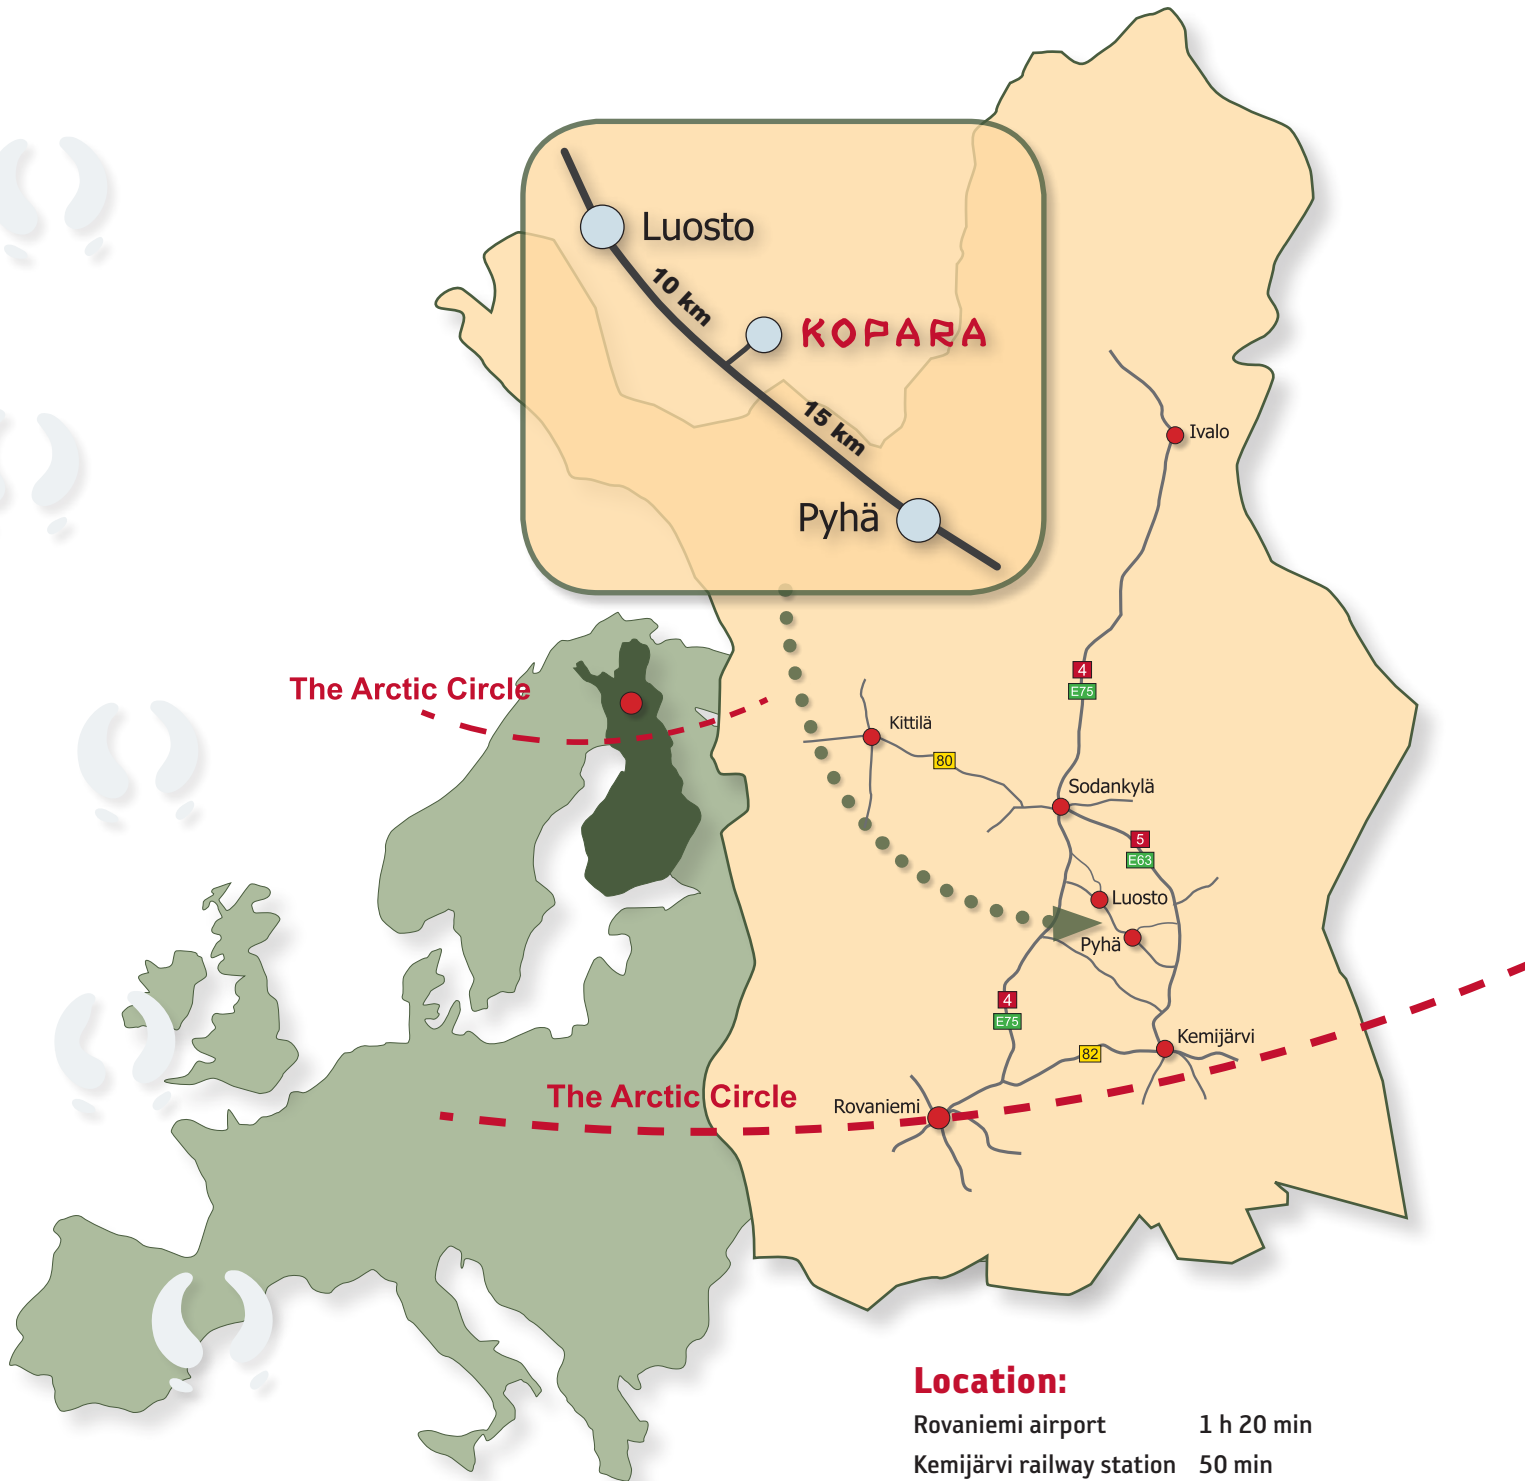 Luosto
10 km
KOPARA
15 km
Pyhä
Ivalo
4
E75
The Arctic Circle
Kittilä
80
Sodankylä
5
E63
Luosto
Pyhä
4
E75
Kemijärvi
82
The Arctic Circle
Rovaniemi
Location:
Rovaniemi airport 1 h 20 min
Kemijärvi railway station 50 min